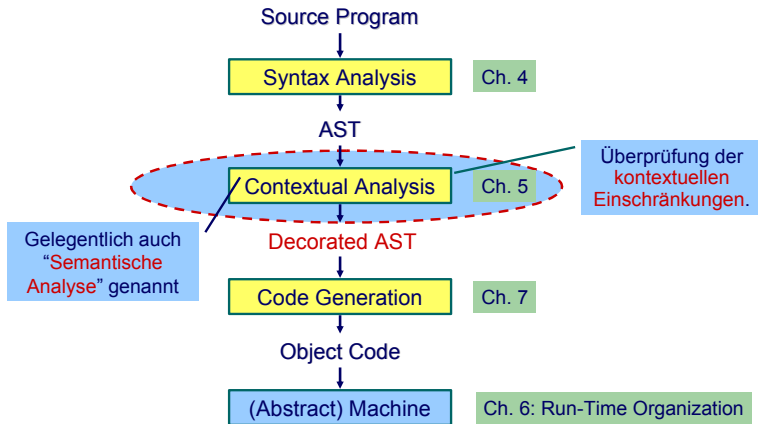 Source Program
Syntax Analysis
Ch. 4
AST
Contextual Analysis
Ch. 5
Überprüfung der
kontextuellen
Einschränkungen.
Gelegentlich auch
“Semantische
Analyse” genannt
Decorated AST
Code Generation
Ch. 7
Object Code
(Abstract) Machine
Ch. 6: Run-Time Organization